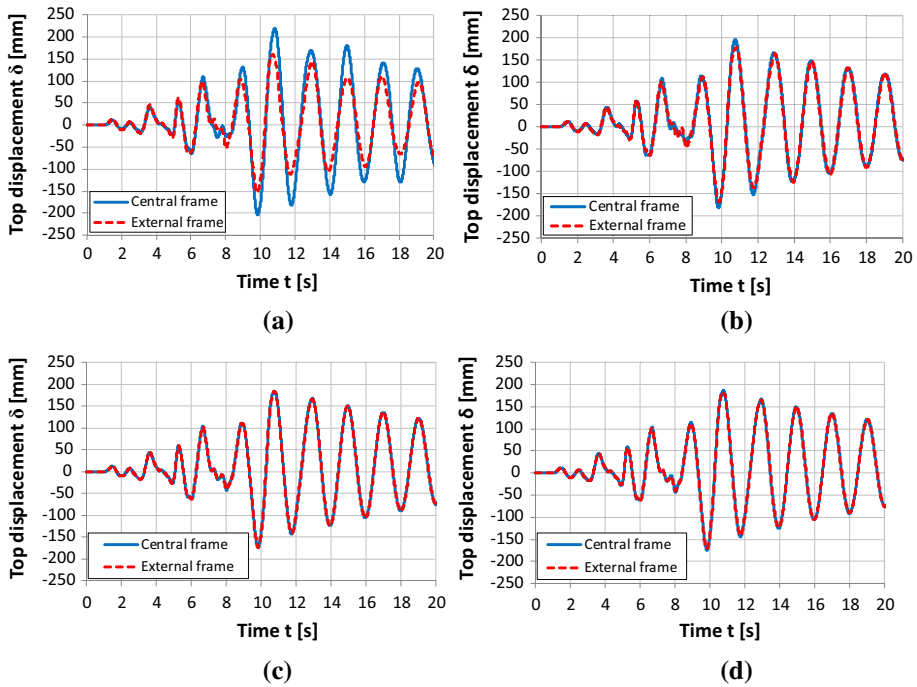 Top displacement δ [mm]
250
200
150
100
50
0
-50
-100
-150
-200
-250
Central frame
External frame
0 2 4 6 8 10 12 14 16 18 20
Time t [s]
(a)
Top displacement δ [mm]
250
200
150
100
50
0
-50
-100
-150
-200
-250
Central frame
External frame
0 2 4 6 8 10 12 14 16 18 20
Time t [s]
(b)
Top displacement δ [mm]
250
200
150
100
50
0
-50
-100
-150
-200
-250
Central frame
External frame
0 2 4 6 8 10 12 14 16 18 20
Time t [s]
(c)
Top displacement δ [mm]
250
200
150
100
50
0
-50
-100
-150
-200
-250
Central frame
External frame
0 2 4 6 8 10 12 14 16 18 20
Time t [s]
(d)